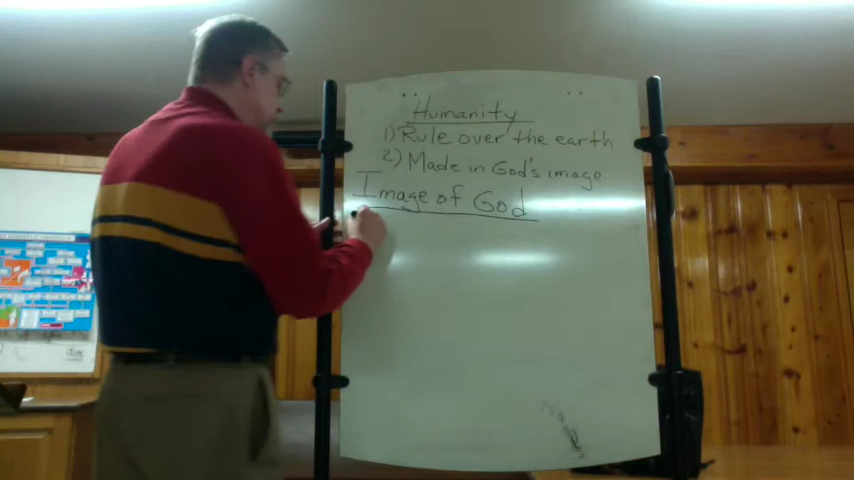 Humanity
1) Rule over the earth
2) Made in God's image
Image of God